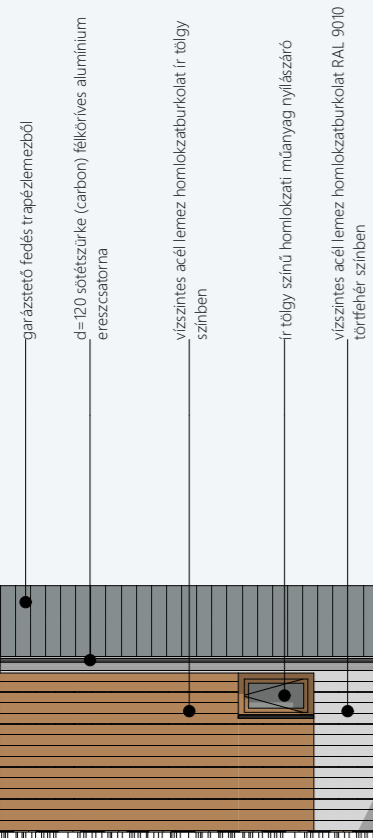 garázstető fedés trapézlemezből
d=120 sötétszürke (carbon) félköríves alumínium
ereszcsatorna
vízszintes acél lemez homlokzatburkolat ír tölgy
színben
ír tölgy színű homlokzati műanyag nyílászáró
vízszintes acél lemez homlokzatburkolat RAL 9010
törtfehér színben